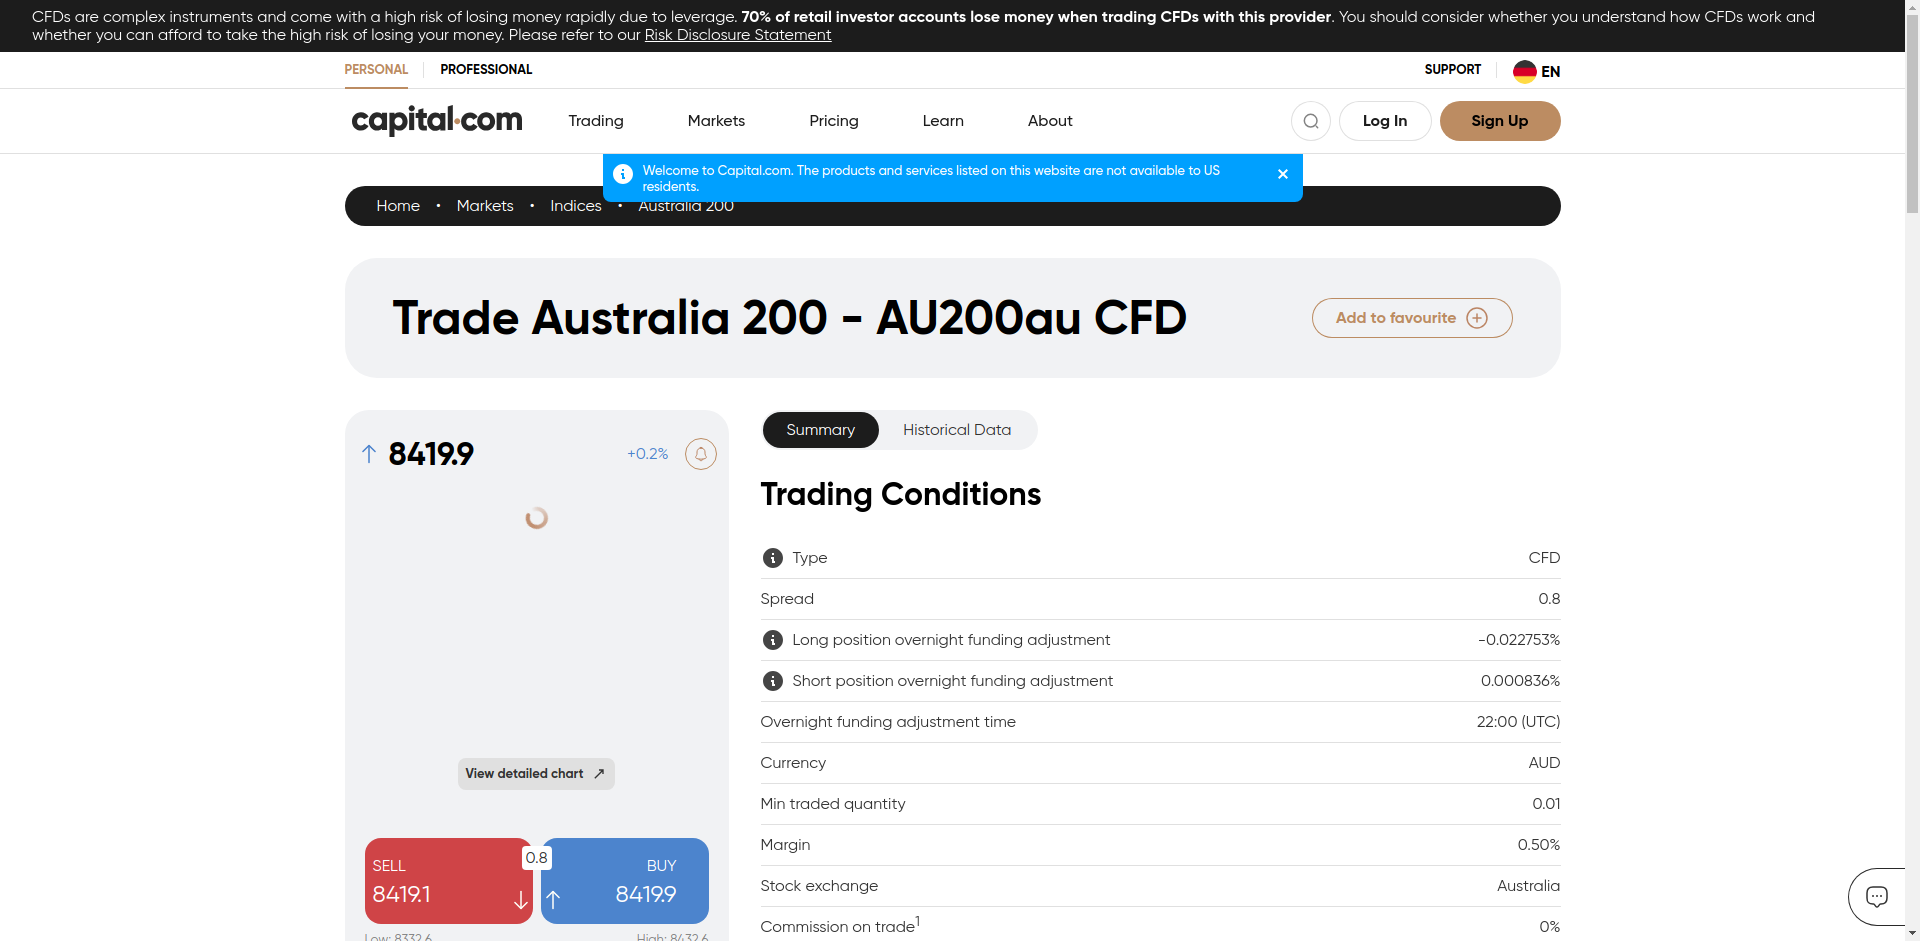 CFDs are complex instruments and come with a high risk of losing money rapidly due to leverage. 70% of retail investor accounts lose money when trading CFDs with this provider. You should consider whether you understand how CFDs work and
whether you can afford to take the high risk of losing your money. Please refer to our Risk Disclosure Statement
PERSONAL PROFESSIONAL SUPPORT EN
capital.com Trading Markets Pricing Learn About Log In Sign Up
Welcome to Capital.com. The products and services listed on this website are not available to US
residents.
Home • Markets • Indices • Australia 200
Trade Australia 200 - AU200au CFD
Add to favourite
8419.9 +0.2%
View detailed chart
SELL 0.8 BUY
8419.1 8419.9
Low: 8332.6 High: 8432.6
Summary Historical Data
Trading Conditions
Type CFD
Spread 0.8
Long position overnight funding adjustment -0.022753%
Short position overnight funding adjustment 0.000836%
Overnight funding adjustment time 22:00 (UTC)
Currency AUD
Min traded quantity 0.01
Margin 0.50%
Stock exchange Australia
Commission on trade¹ 0%